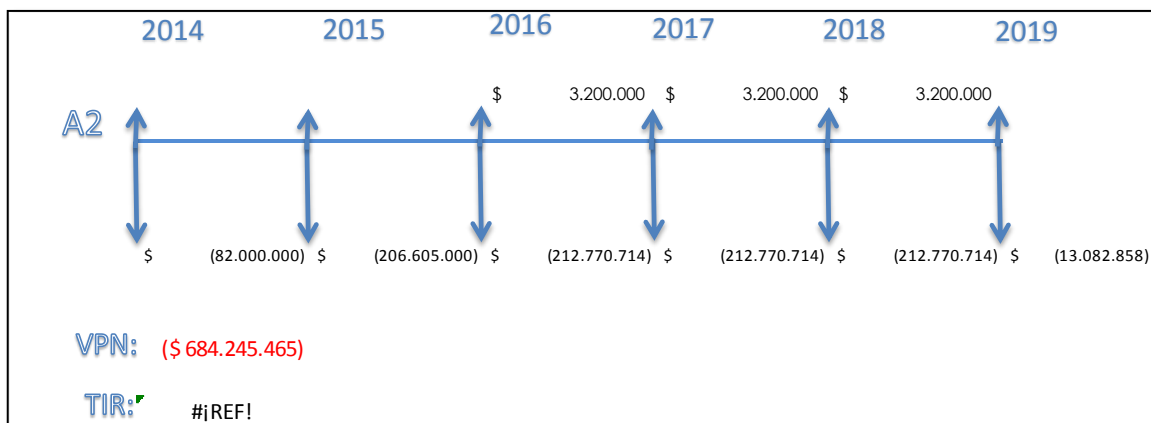 2014 2015 2016 2017 2018 2019
$ 3.200.000 $ 3.200.000 $ 3.200.000
A2
$ (82.000.000) $ (206.605.000) $ (212.770.714) $ (212.770.714) $ (212.770.714) $ (13.082.858)
VPN: ($ 684.245.465)
TIR: #¡REF!